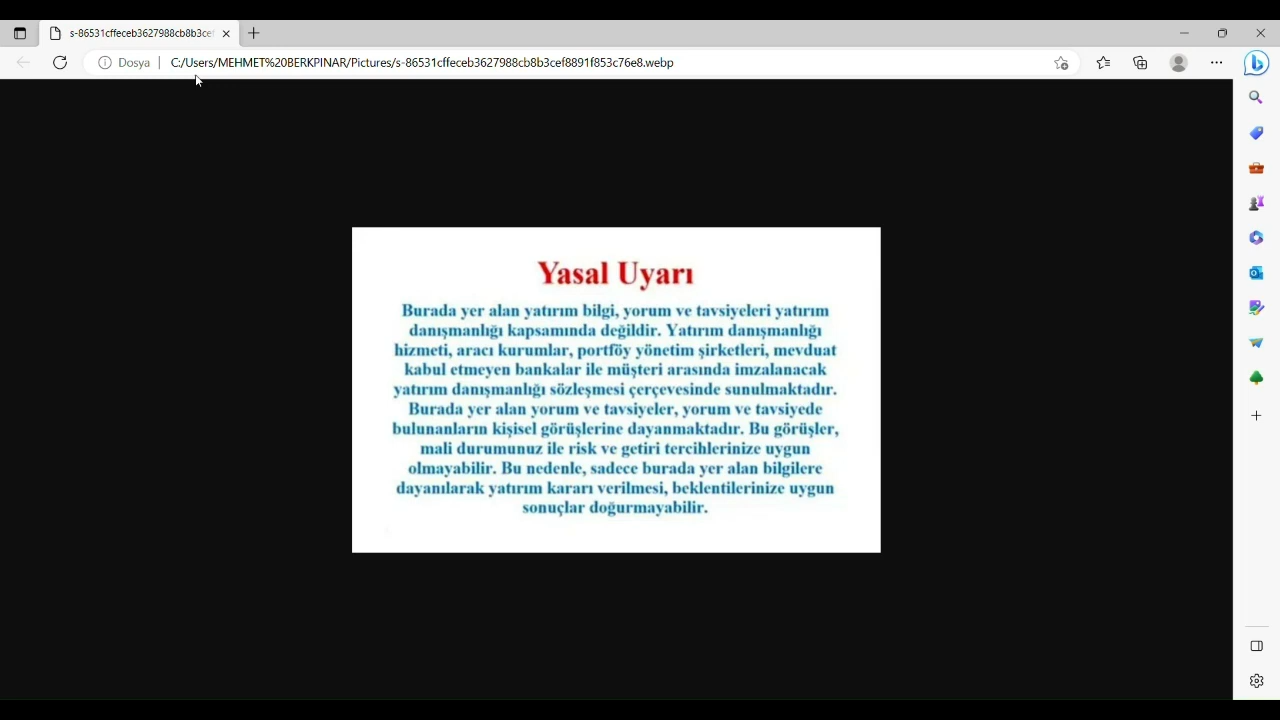 s-86531cffeceb3627988cb8b3cef
Dosya
C:/Users/MEHMET%20BERKPINAR/Pictures/s-86531cffeceb3627988cb8b3cef8891f853c76e8.webp
Yasal Uyarı
Burada yer alan yatırım bilgi, yorum ve tavsiyeleri yatırım
danışmanlığı kapsamında değildir. Yatırım danışmanlığı
hizmeti, aracı kurumlar, portföy yönetim şirketleri, mevduat
kabul etmeyen bankalar ile müşteri arasında imzalanacak
yatırım danışmanlığı sözleşmesi çerçevesinde sunulmaktadır.
Burada yer alan yorum ve tavsiyeler, yorum ve tavsiyede
bulunanların kişisel görüşlerine dayanmaktadır. Bu görüşler,
mali durumunuz ile risk ve getiri tercihlerinize uygun
olmayabilir. Bu nedenle, sadece burada yer alan bilgilere
dayanılarak yatırım kararı verilmesi, beklentilerinize uygun
sonuçlar doğurmayabilir.